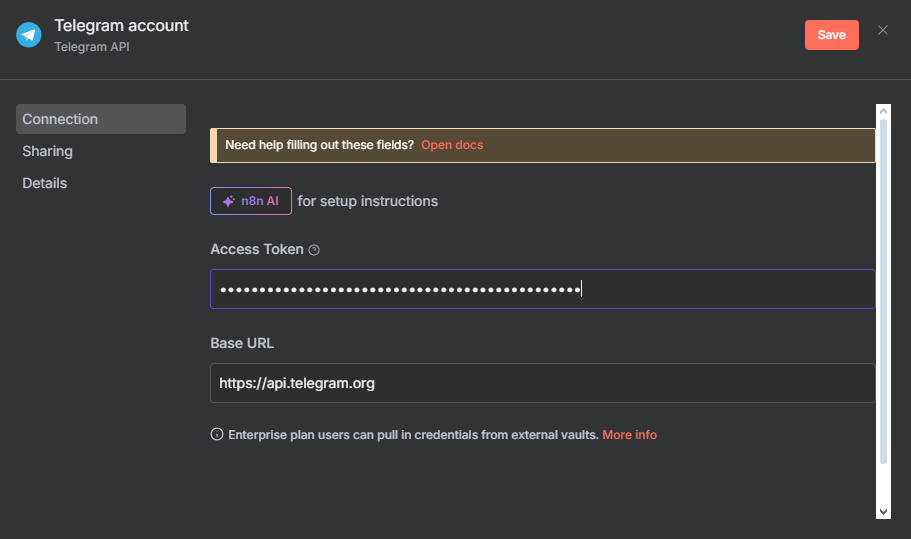 Telegram account
Telegram API
Save
Connection
Sharing
Details
Need help filling out these fields? Open docs
n8n AI for setup instructions
Access Token
••••••••••••••••••••••••••••••••••••••••••••••
Base URL
https://api.telegram.org
Enterprise plan users can pull in credentials from external vaults. More info